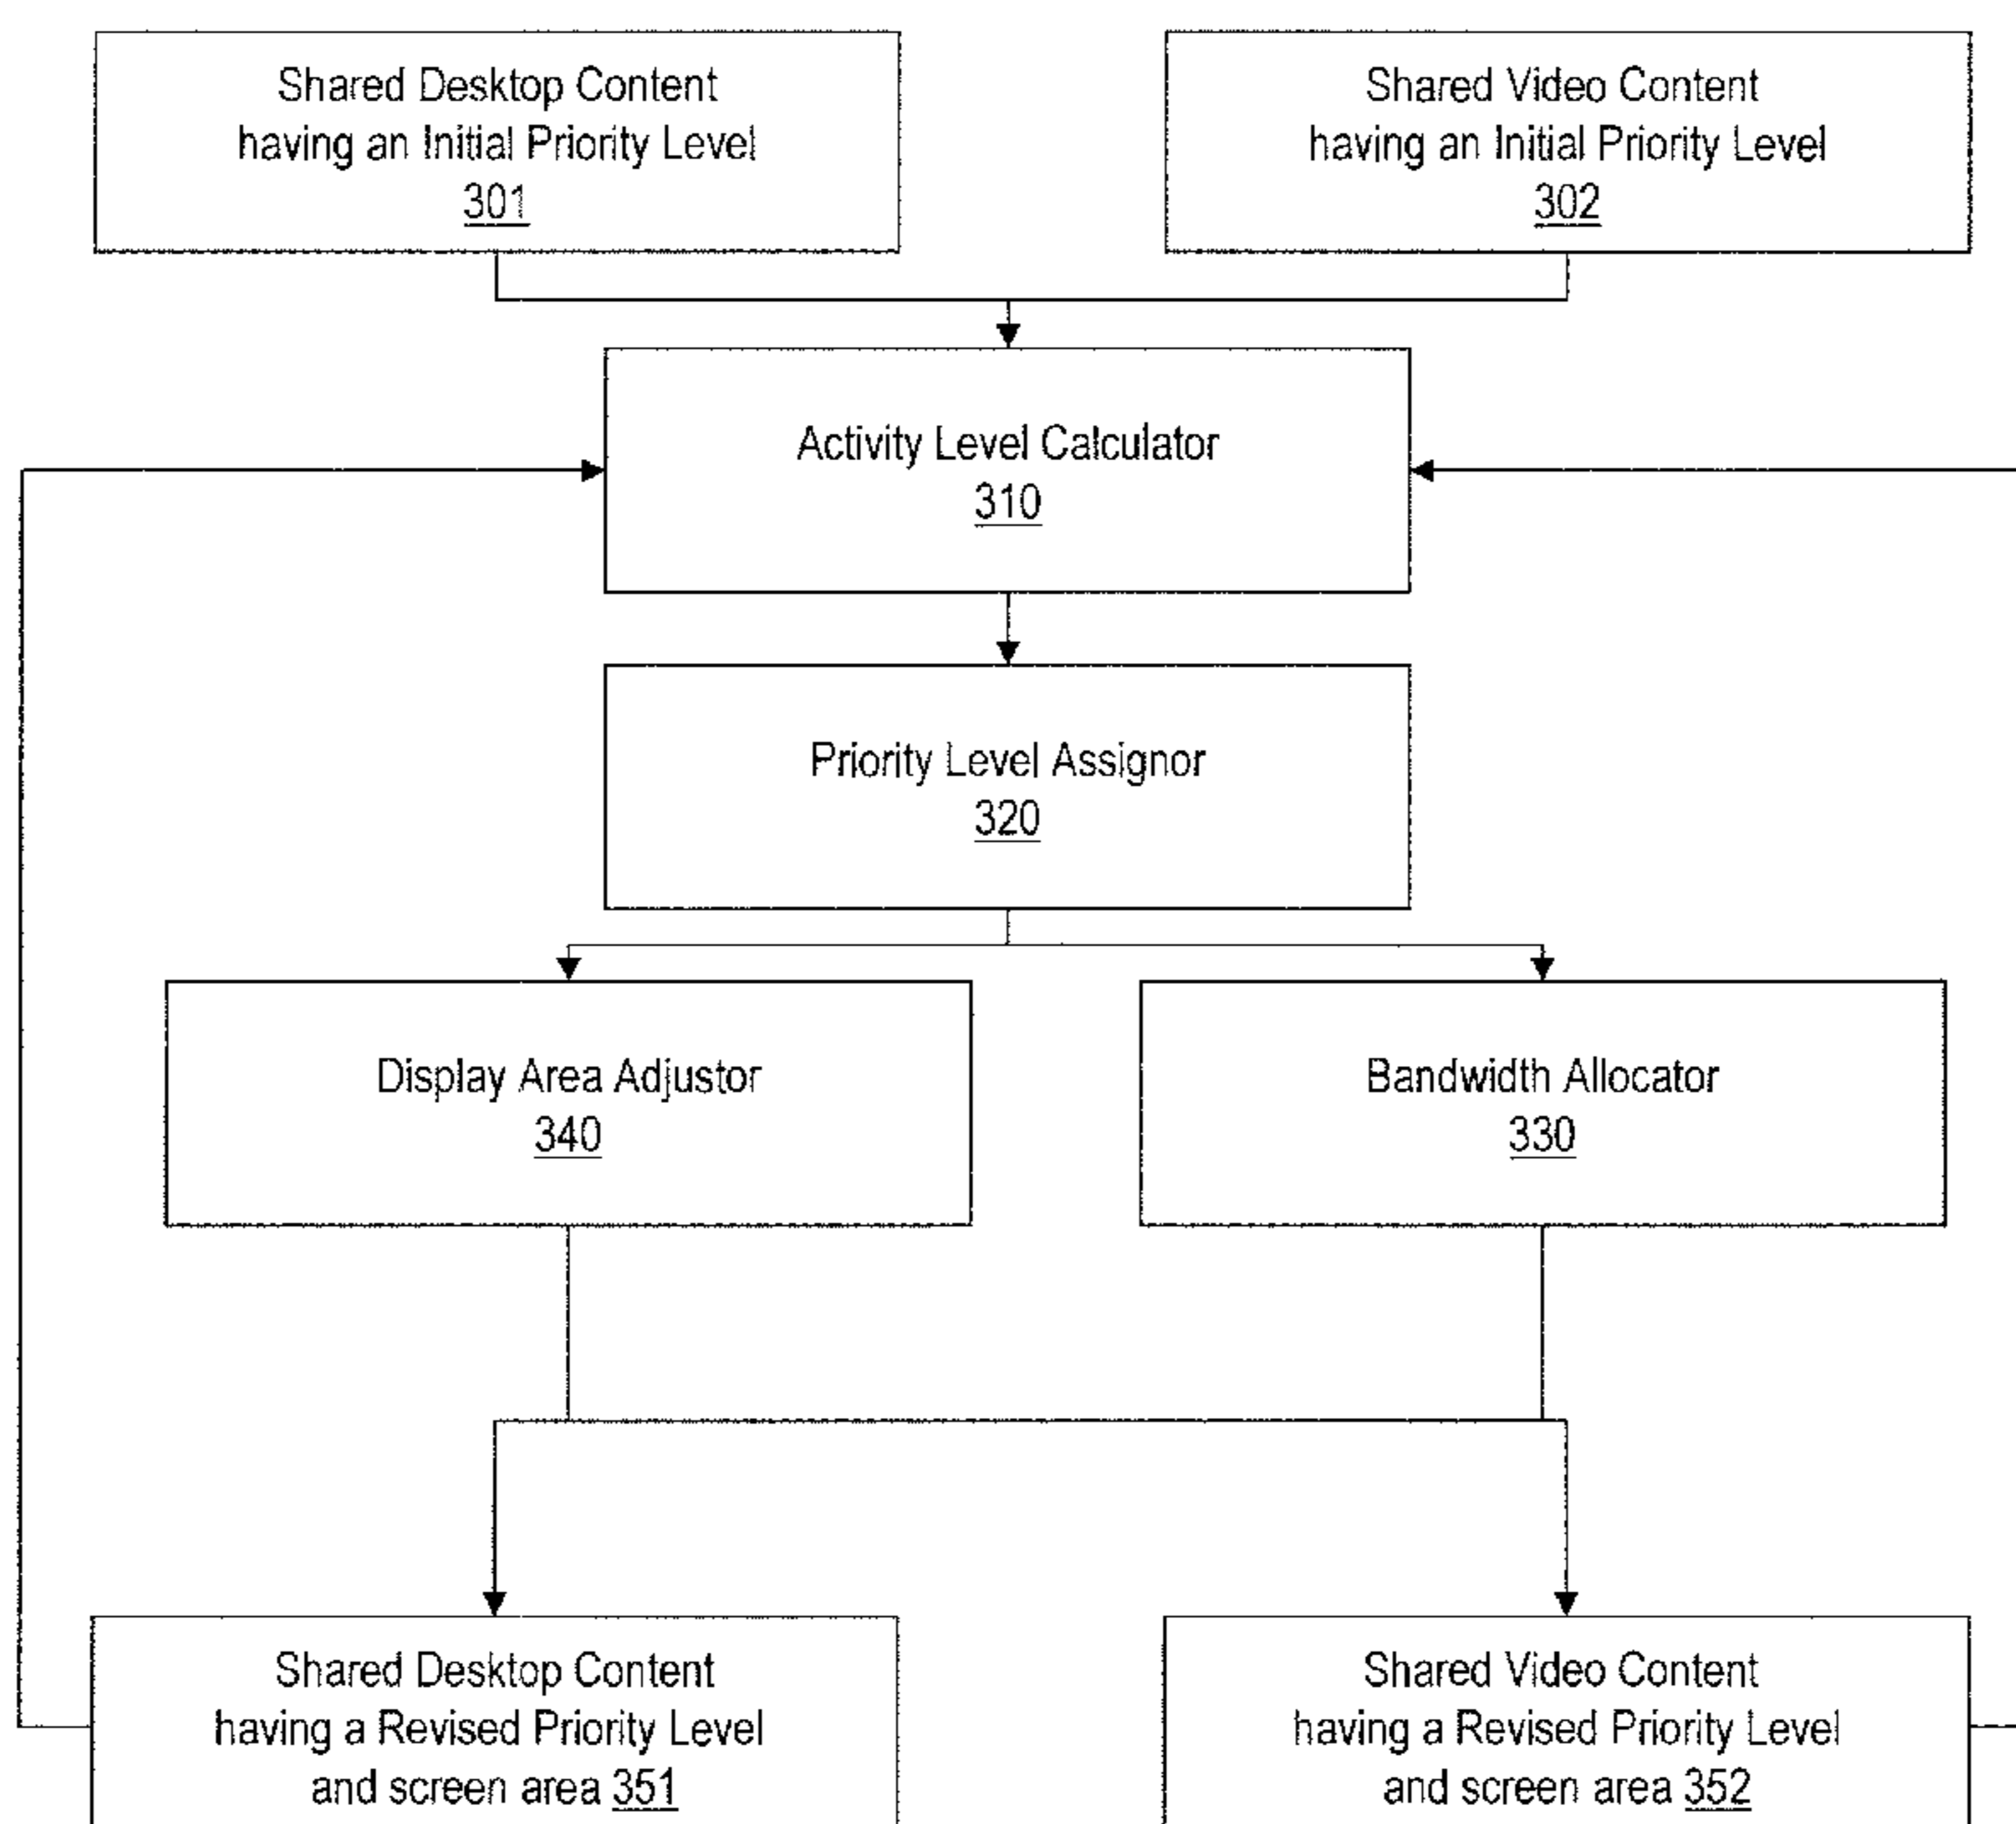 Shared Desktop Content
having an Initial Priority Level
301
Shared Video Content
having an Initial Priority Level
302
Activity Level Calculator
310
Priority Level Assignor
320
Display Area Adjustor
340
Bandwidth Allocator
330
Shared Desktop Content
having a Revised Priority Level
and screen area 351
Shared Video Content
having a Revised Priority Level
and screen area 352